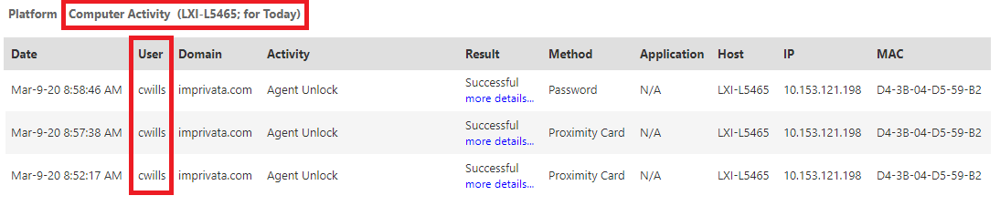 Platform Computer Activity (LXI-L5465; for Today)
Date User Domain Activity Result Method Application Host IP MAC
Mar-9-20 8:58:46 AM cwills imprivata.com Agent Unlock Successful Password N/A LXI-L5465 10.153.121.198 D4-3B-04-D5-59-B2
more details...
Mar-9-20 8:57:38 AM cwills imprivata.com Agent Unlock Successful Proximity Card N/A LXI-L5465 10.153.121.198 D4-3B-04-D5-59-B2
more details...
Mar-9-20 8:52:17 AM cwills imprivata.com Agent Unlock Successful Proximity Card N/A LXI-L5465 10.153.121.198 D4-3B-04-D5-59-B2
more details...